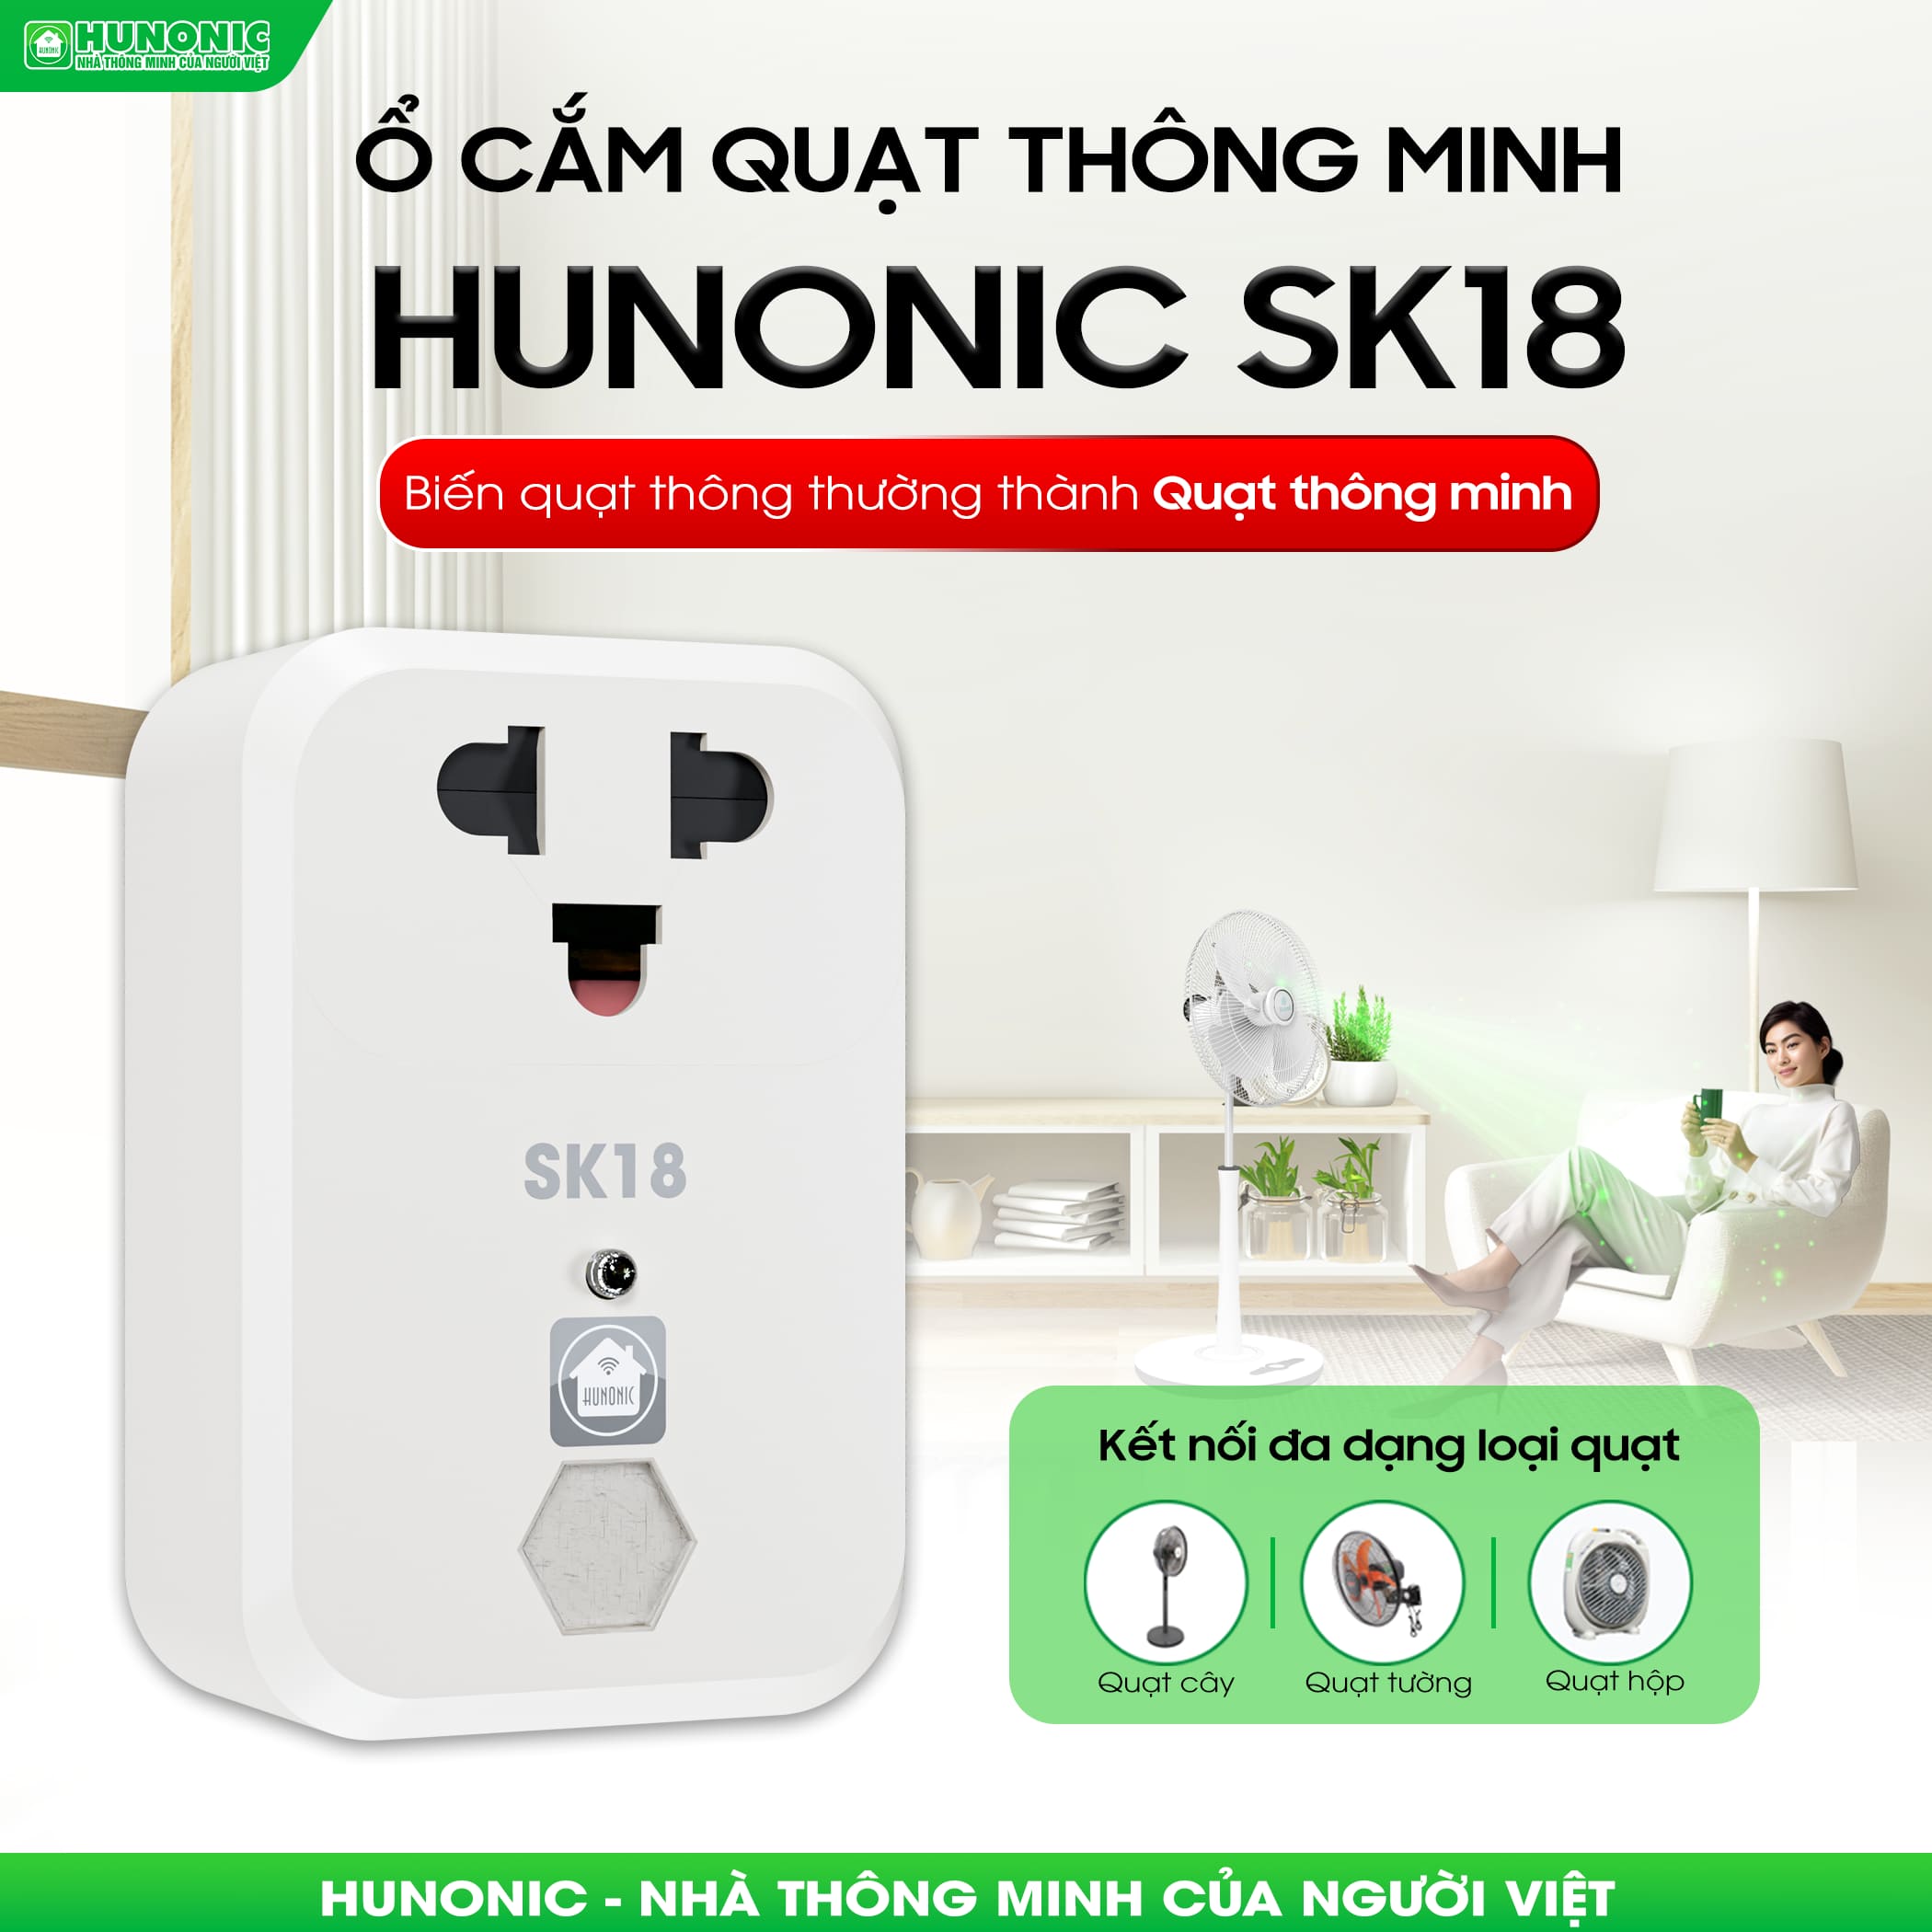 HUNONIC
NHÀ THÔNG MINH CỦA NGƯỜI VIỆT
Ổ CẮM QUẠT THÔNG MINH
HUNONIC SK18
Biến quạt thông thường thành Quạt thông minh
SK18
HUNONIC
Kết nối đa dạng loại quạt
Quạt cây
Quạt tường
Quạt hộp
HUNONIC - NHÀ THÔNG MINH CỦA NGƯỜI VIỆT